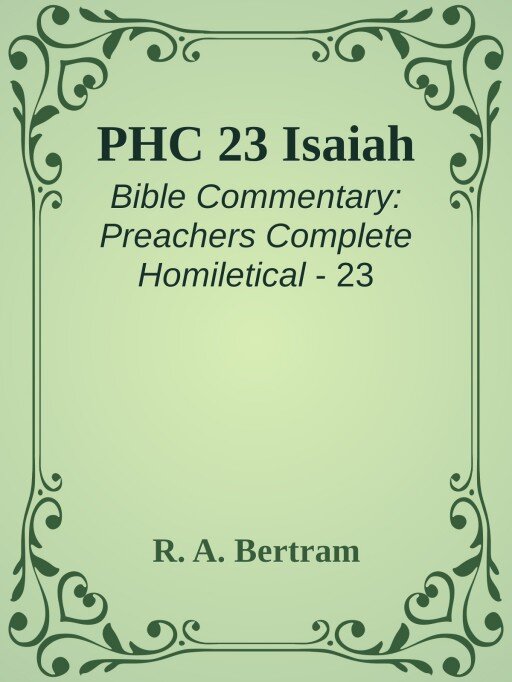 PHC 23 Isaiah
Bible Commentary:
Preachers Complete
Homiletical - 23
R. A. Bertram